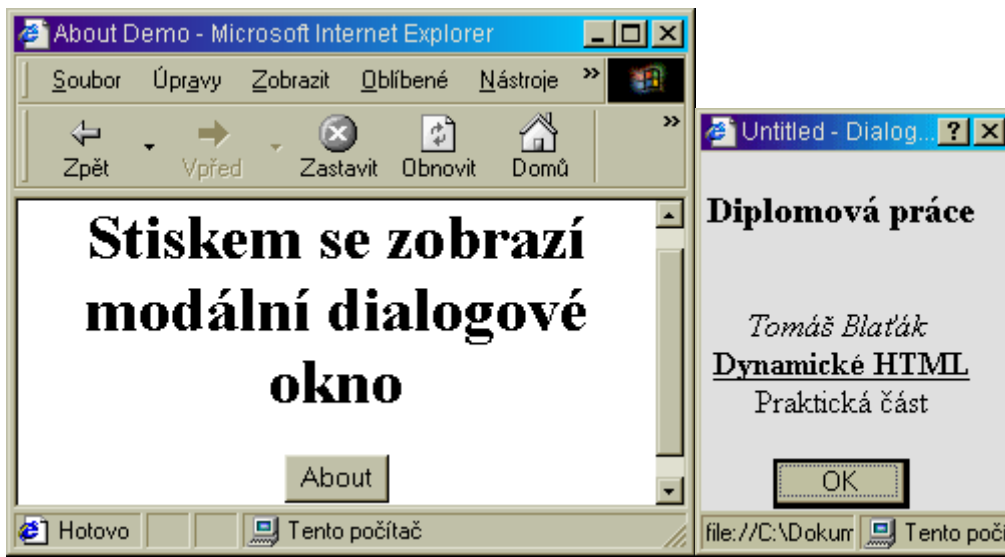 About Demo - Microsoft Internet Explorer
Soubor Úpravy Zobrazit Oblíbené Nástroje »
Zpět Vpřed Zastavit Obnovit Domů »
Stiskem se zobrazí
modální dialogové
okno
About
Hotovo Tento počítač
Untitled - Dialog...
Diplomová práce
Tomáš Blaťák
Dynamické HTML
Praktická část
OK
file://C:\Dokum Tento počí